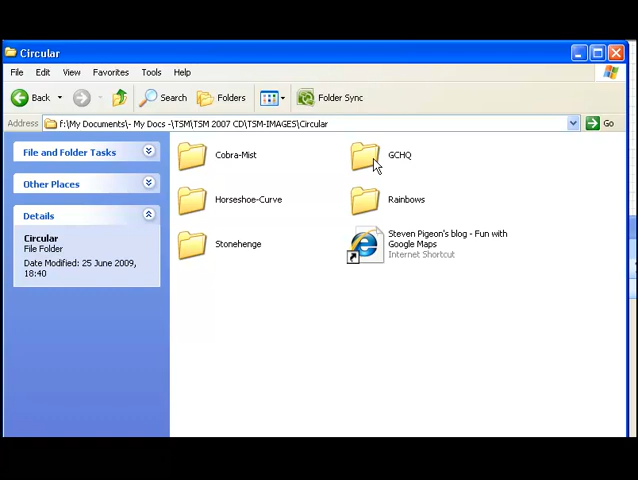 Circular
File Edit View Favorites Tools Help
Back Search Folders Folder Sync
Address f:\My Documents\- My Docs -\TSM\TSM 2007 CD\TSM-IMAGES\Circular Go
File and Folder Tasks
Other Places
Details
Circular
File Folder
Date Modified: 25 June 2009,
18:40
Cobra-Mist
GCHQ
Horseshoe-Curve
Rainbows
Stonehenge
Steven Pigeon's blog - Fun with
Google Maps
Internet Shortcut